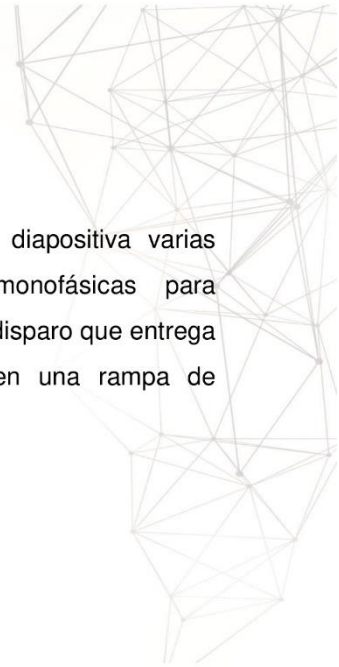 diapositiva varias
monofásicas para
disparo que entrega
en una rampa de